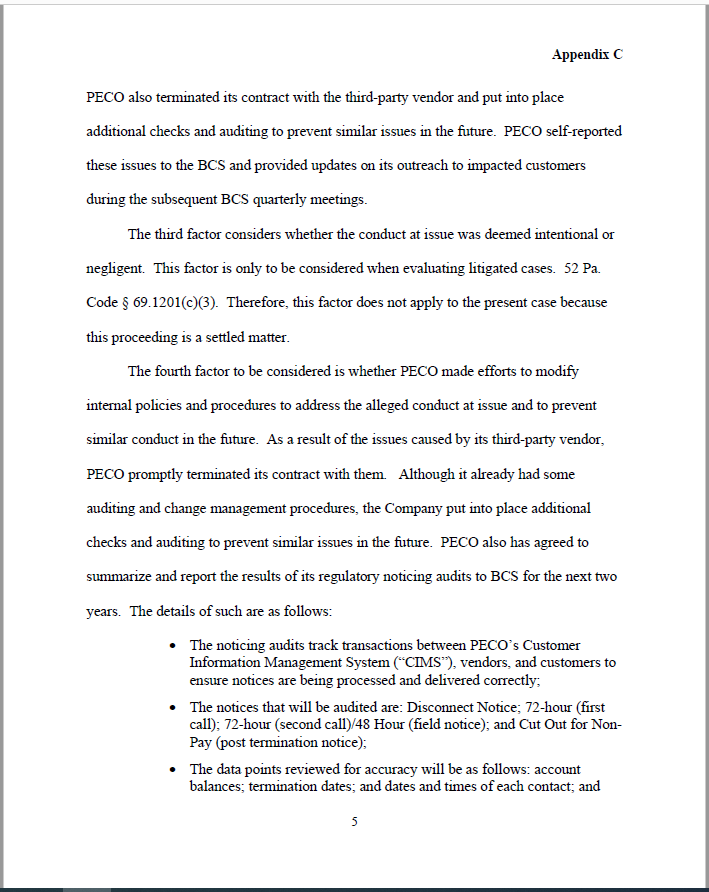 Appendix C
PECO also terminated its contract with the third-party vendor and put into place
additional checks and auditing to prevent similar issues in the future.  PECO self-reported
these issues to the BCS and provided updates on its outreach to impacted customers
during the subsequent BCS quarterly meetings.
The third factor considers whether the conduct at issue was deemed intentional or
negligent.  This factor is only to be considered when evaluating litigated cases.  52 Pa.
Code § 69.1201(c)(3).  Therefore, this factor does not apply to the present case because
this proceeding is a settled matter.
The fourth factor to be considered is whether PECO made efforts to modify
internal policies and procedures to address the alleged conduct at issue and to prevent
similar conduct in the future.  As a result of the issues caused by its third-party vendor,
PECO promptly terminated its contract with them.   Although it already had some
auditing and change management procedures, the Company put into place additional
checks and auditing to prevent similar issues in the future.  PECO also has agreed to
summarize and report the results of its regulatory noticing audits to BCS for the next two
years.  The details of such are as follows:
• The noticing audits track transactions between PECO’s Customer
Information Management System (“CIMS”), vendors, and customers to
ensure notices are being processed and delivered correctly;
• The notices that will be audited are: Disconnect Notice; 72-hour (first
call); 72-hour (second call)/48 Hour (field notice); and Cut Out for Non-
Pay (post termination notice);
• The data points reviewed for accuracy will be as follows: account
balances; termination dates; and dates and times of each contact; and
5